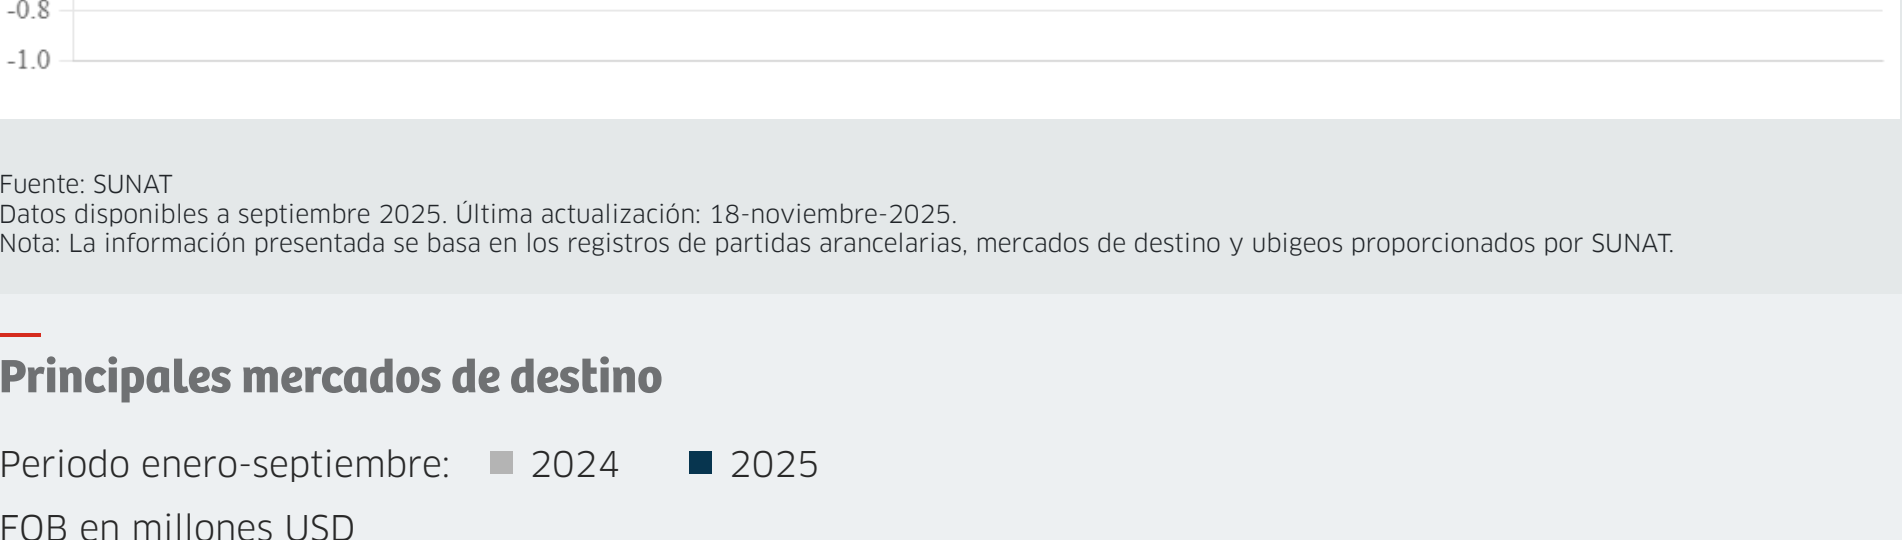 -0.8
-1.0
Fuente: SUNAT
Datos disponibles a septiembre 2025. Última actualización: 18-noviembre-2025.
Nota: La información presentada se basa en los registros de partidas arancelarias, mercados de destino y ubigeos proporcionados por SUNAT.
Principales mercados de destino
Periodo enero-septiembre: 2024 2025
FOB en millones USD